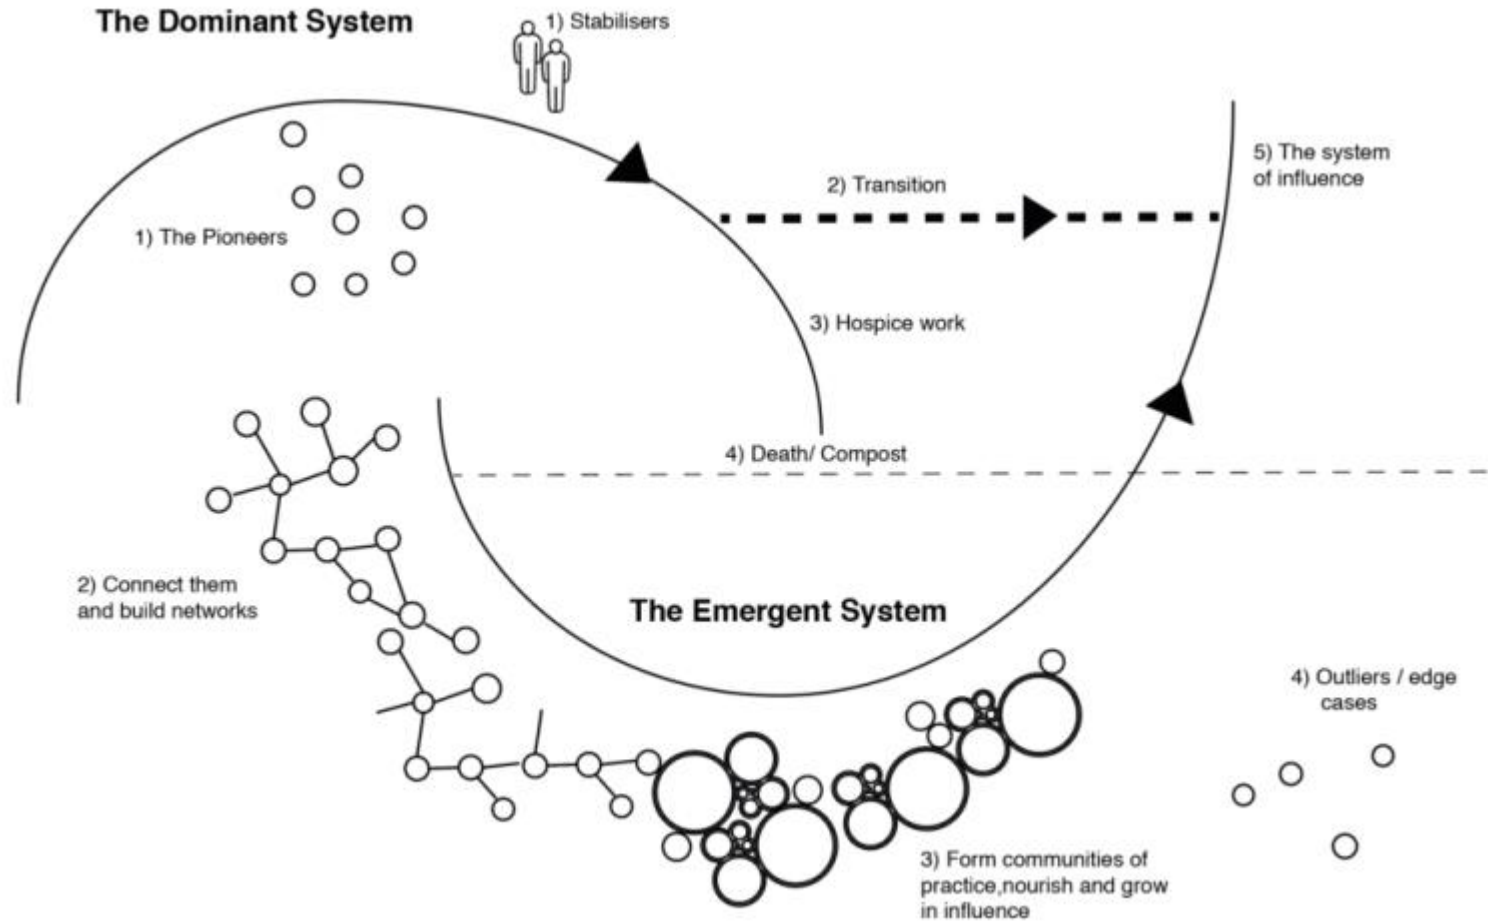 The Dominant System
1) Stabilisers
5) The system
of influence
2) Transition
1) The Pioneers
3) Hospice work
4) Death/ Compost
2) Connect them
and build networks
The Emergent System
4) Outliers / edge
cases
3) Form communities of
practice,nourish and grow
in influence